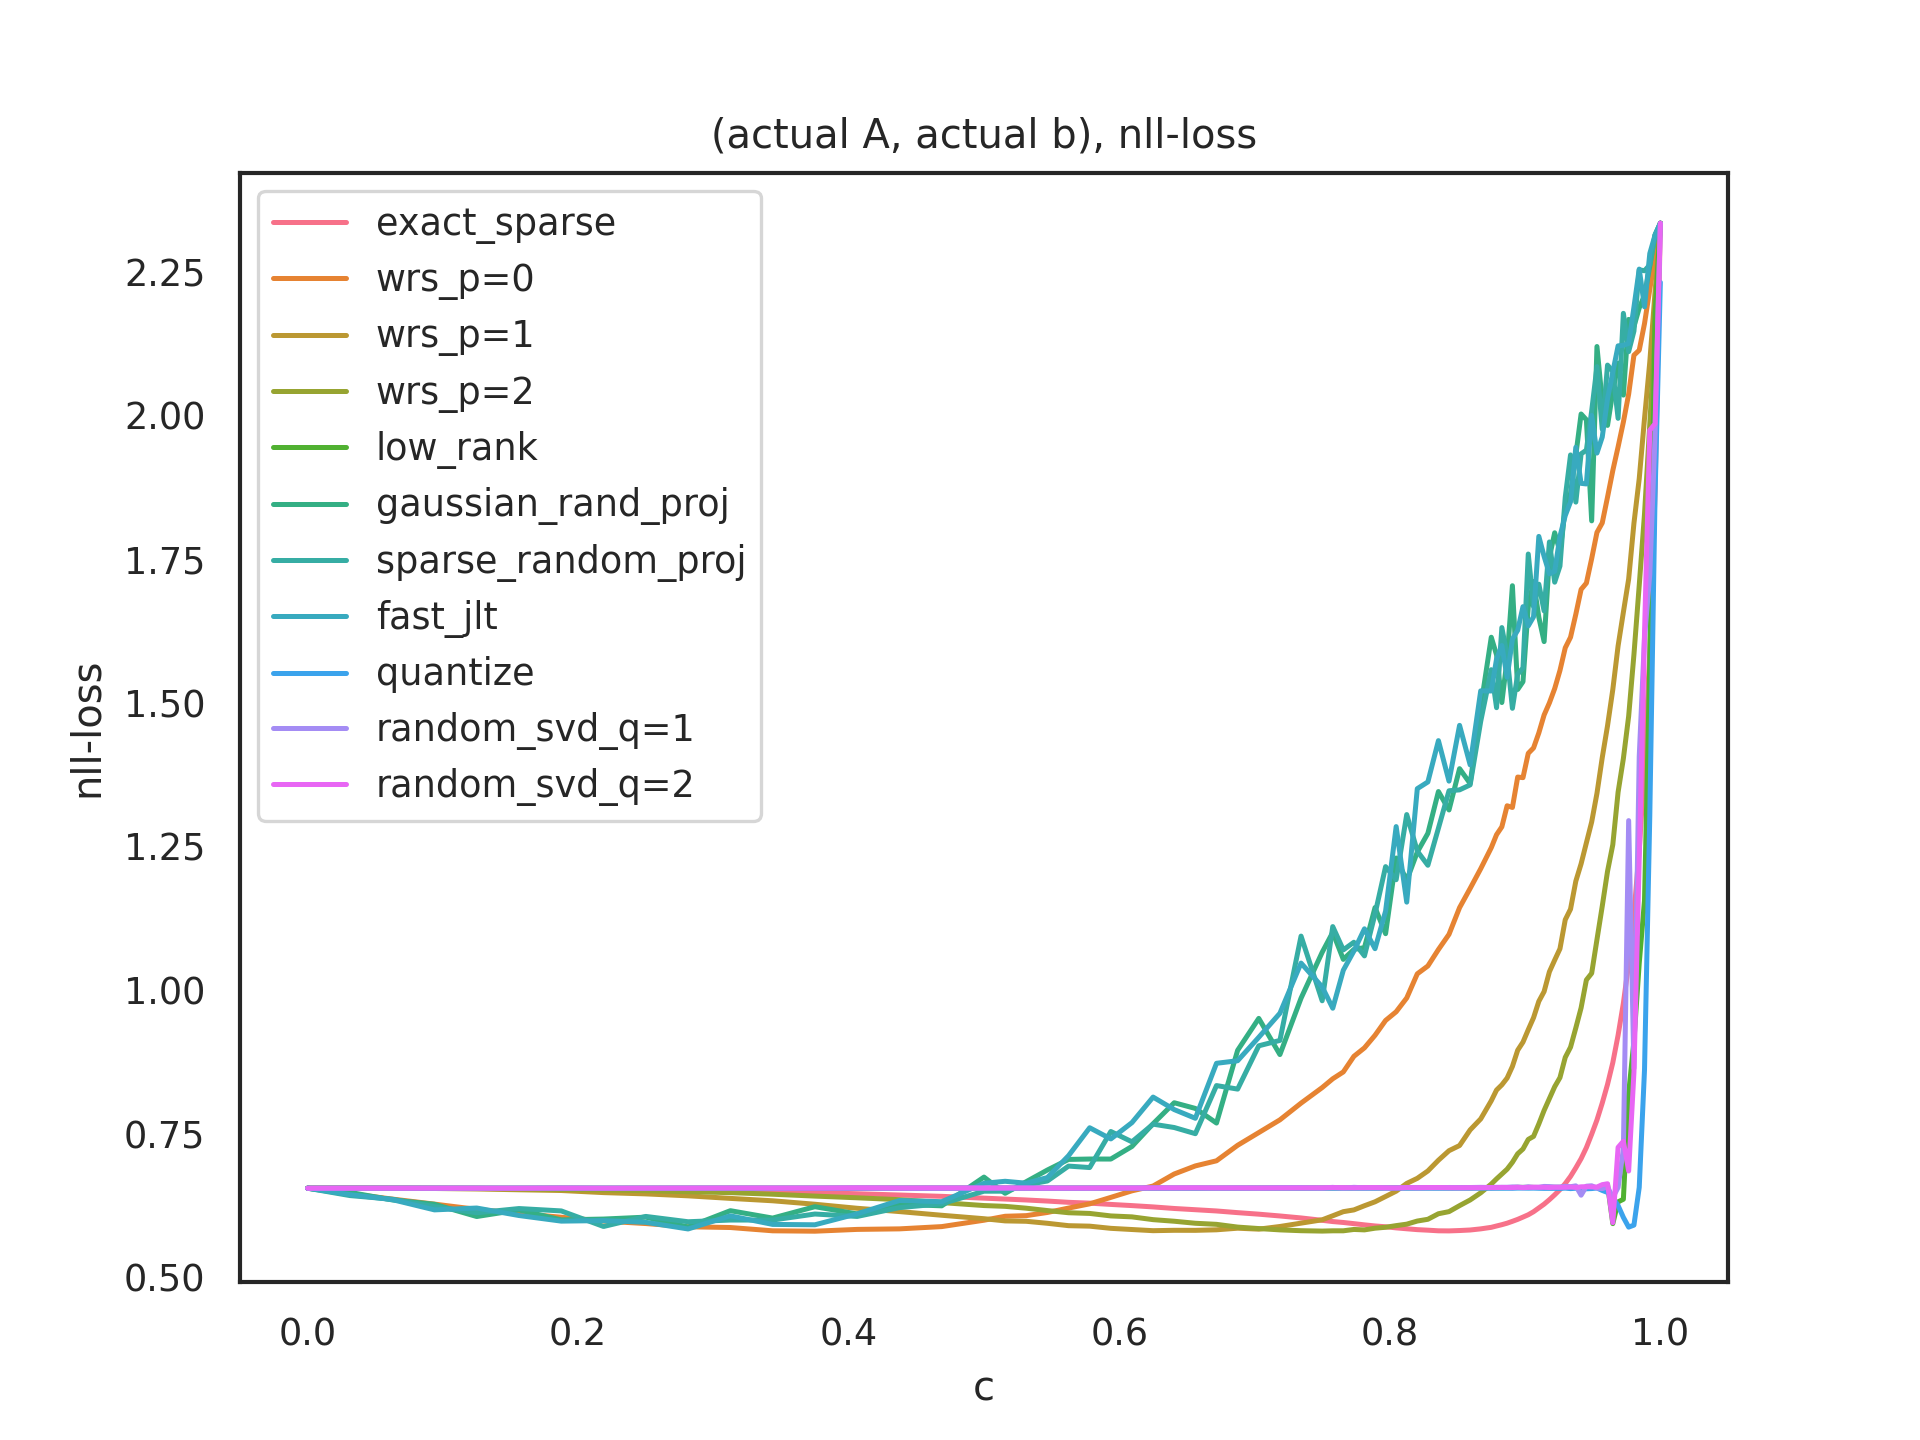 (actual A, actual b), nll-loss
exact_sparse
wrs_p=0
wrs_p=1
wrs_p=2
low_rank
gaussian_rand_proj
sparse_random_proj
fast_jlt
quantize
random_svd_q=1
random_svd_q=2
nll-loss
2.25
2.00
1.75
1.50
1.25
1.00
0.75
0.50
0.0 0.2 0.4 0.6 0.8 1.0
c